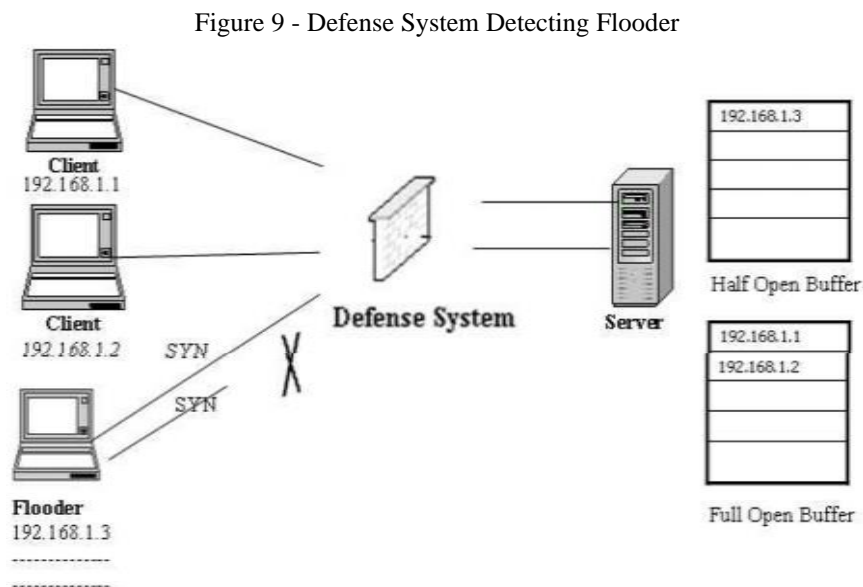 Figure 9 - Defense System Detecting Flooder
Client
192.168.1.1
Client
192.168.1.2
SYN
SYN
Flooder
192.168.1.3
--------------
--------------
Defense System
Server
192.168.1.3
Half Open Buffer
192.168.1.1
192.168.1.2
Full Open Buffer